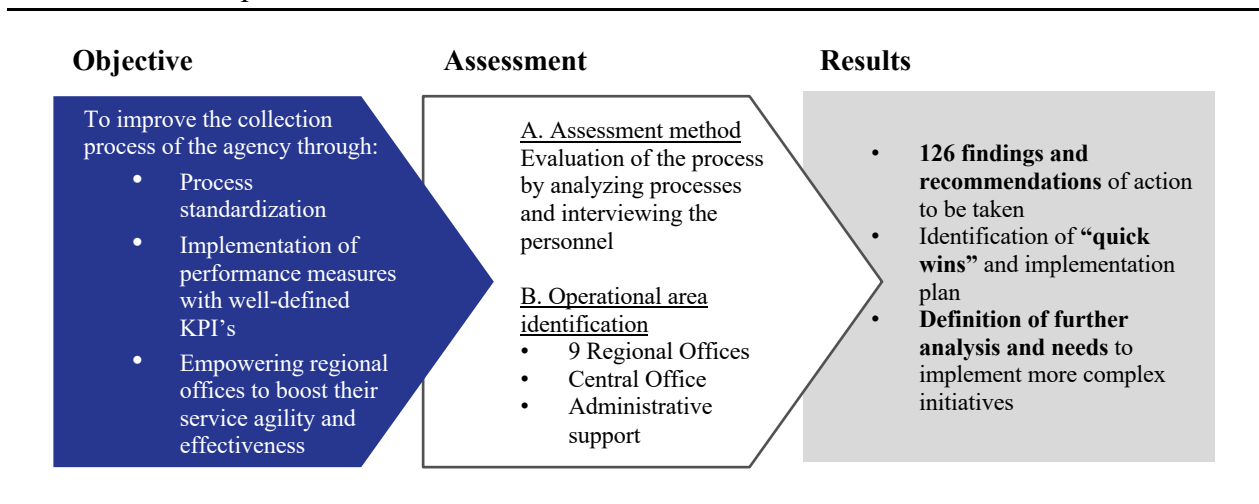 Objective
To improve the collection
process of the agency through:
• Process
standardization
• Implementation of
performance measures
with well-defined
KPI’s
• Empowering regional
offices to boost their
service agility and
effectiveness
Assessment
A. Assessment method
Evaluation of the process
by analyzing processes
and interviewing the
personnel
B. Operational area
identification
• 9 Regional Offices
• Central Office
• Administrative
support
Results
• 126 findings and
recommendations of action
to be taken
• Identification of “quick
wins” and implementation
plan
• Definition of further
analysis and needs to
implement more complex
initiatives